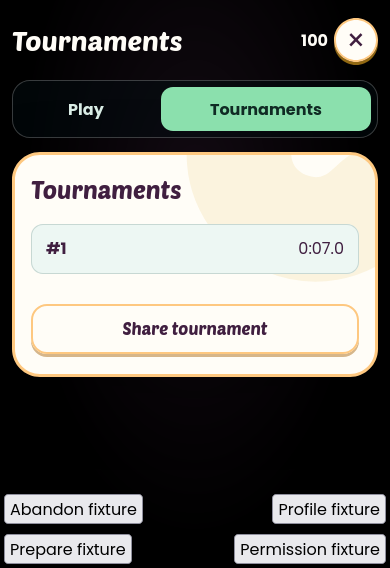 Tournaments
100 ×
Play Tournaments
Tournaments
#1 0:07.0
Share tournament
Abandon fixture Profile fixture
Prepare fixture Permission fixture